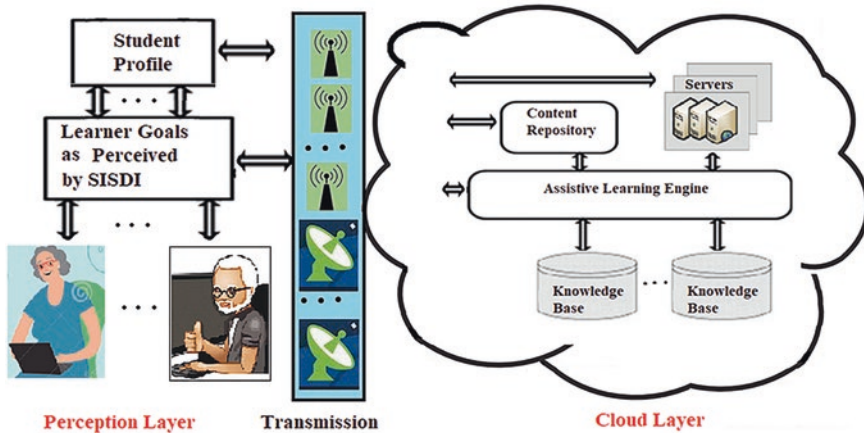 Student
Profile
Learner Goals
as Perceived
by SISDI
Servers
Content
Repository
Assistive Learning Engine
Knowledge
Base
Knowledge
Base
Perception Layer
Transmission
Cloud Layer